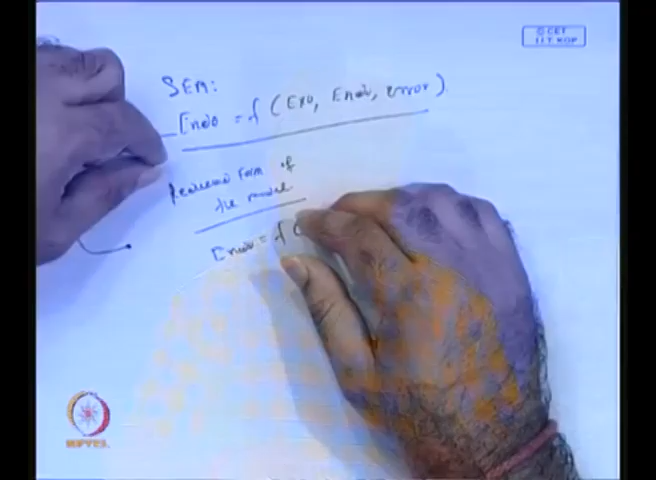 © CET
I.I.T. KGP
SEM:
Endo = f (Exo, Endo, error)
Reduced Form of
the model
Endo = f (
NPTEL